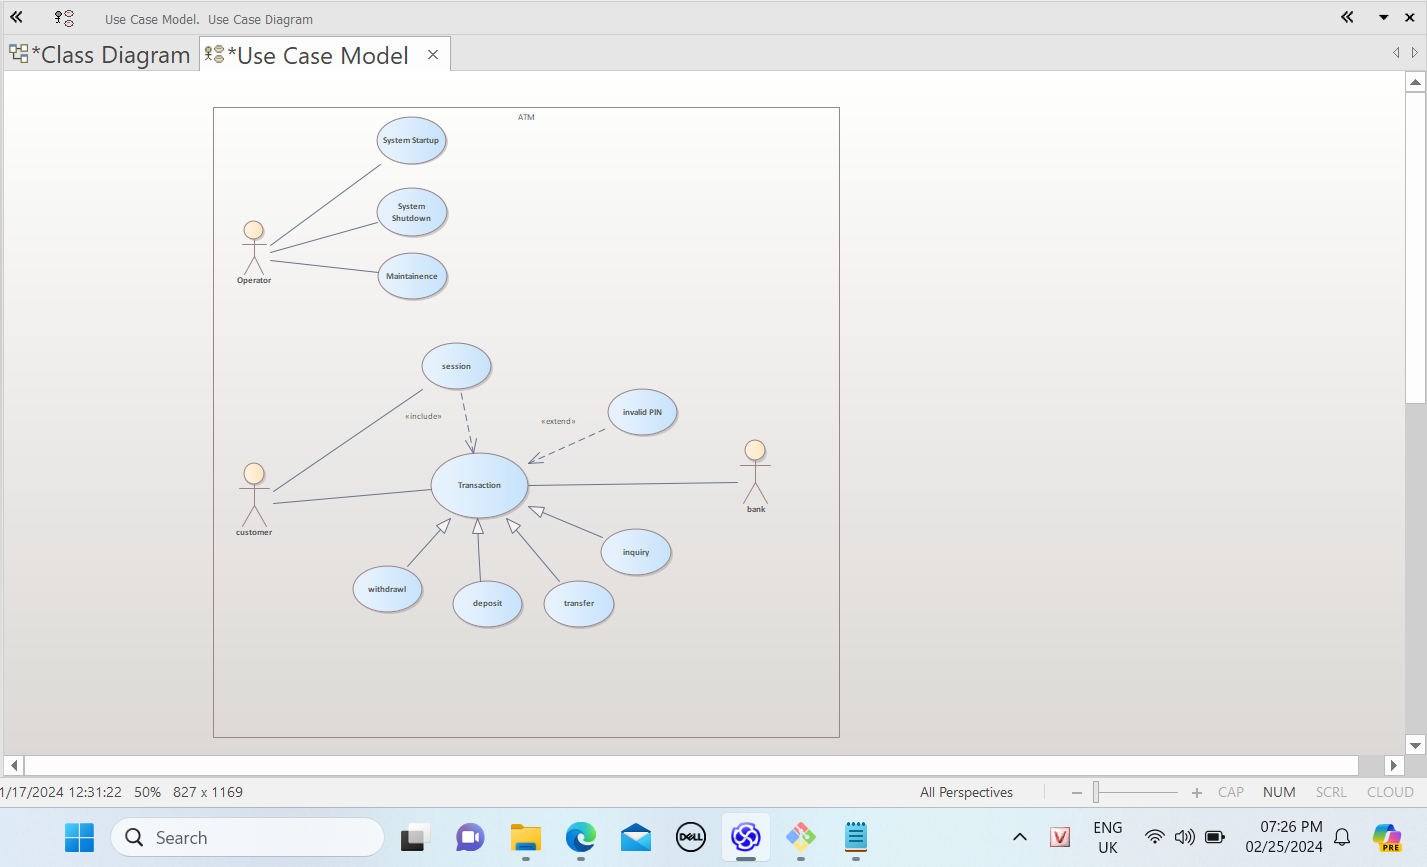 Use Case Model.  Use Case Diagram
*Class Diagram
*Use Case Model
ATM
System Startup
System
Shutdown
Operator
Maintainence
session
«include»
invalid PIN
«extend»
Transaction
customer
bank
inquiry
withdrawl
deposit
transfer
1/17/2024 12:31:22 50% 827 x 1169
All Perspectives
CAP NUM SCRL CLOUD
Search
DELL
V
ENG
UK
07:26 PM
02/25/2024
PRE